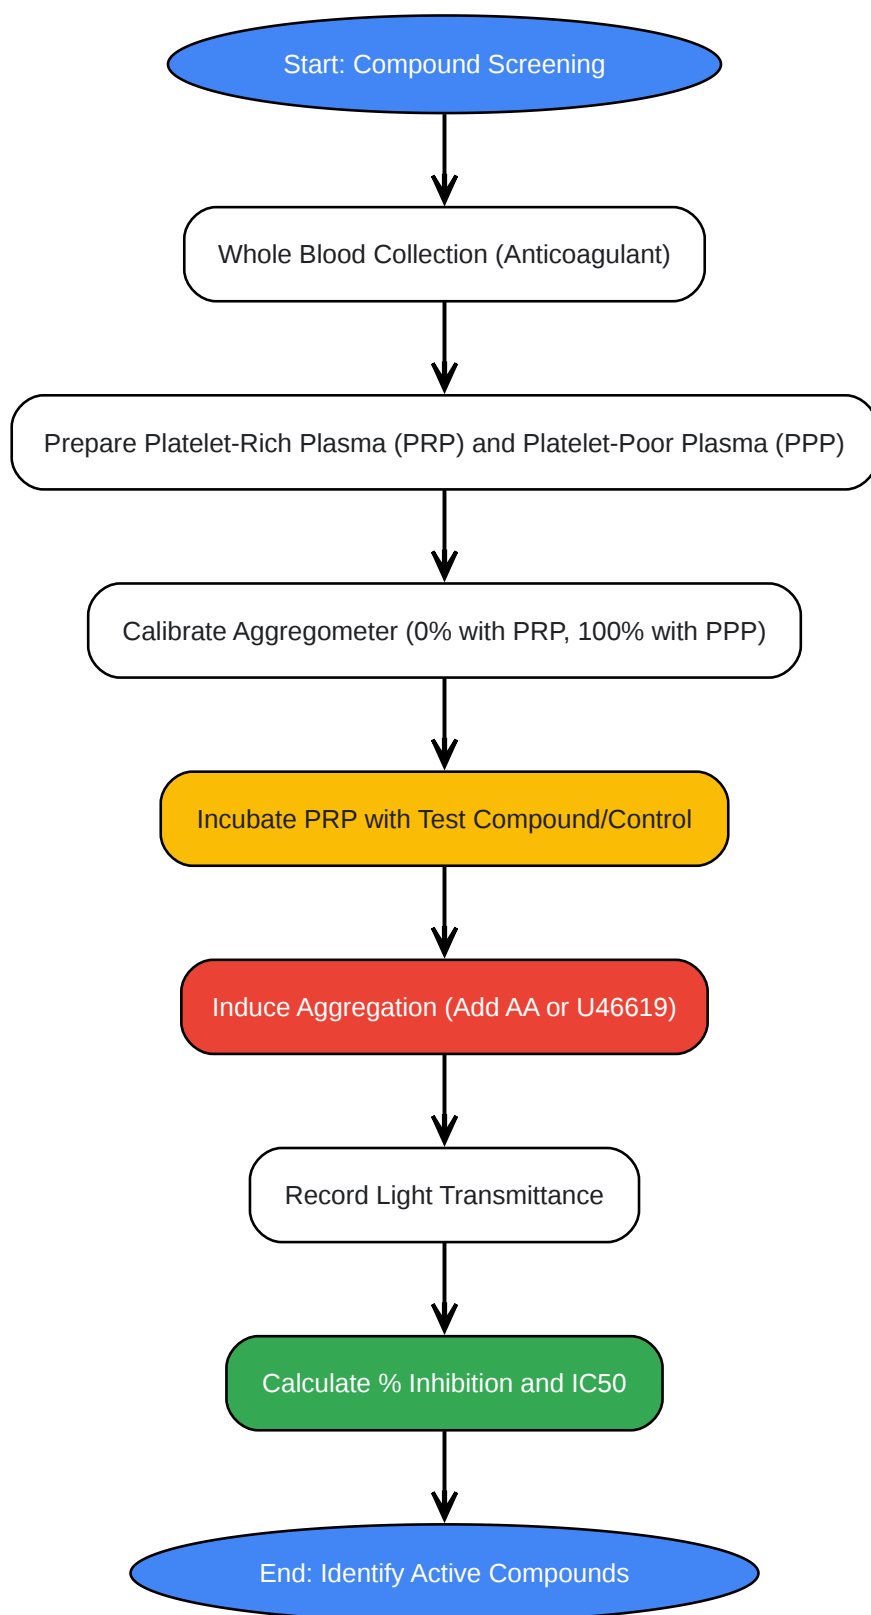 Start: Compound Screening
Whole Blood Collection (Anticoagulant)
Prepare Platelet-Rich Plasma (PRP) and Platelet-Poor Plasma (PPP)
Calibrate Aggregometer (0% with PRP, 100% with PPP)
Incubate PRP with Test Compound/Control
Induce Aggregation (Add AA or U46619)
Record Light Transmittance
Calculate % Inhibition and IC50
End: Identify Active Compounds